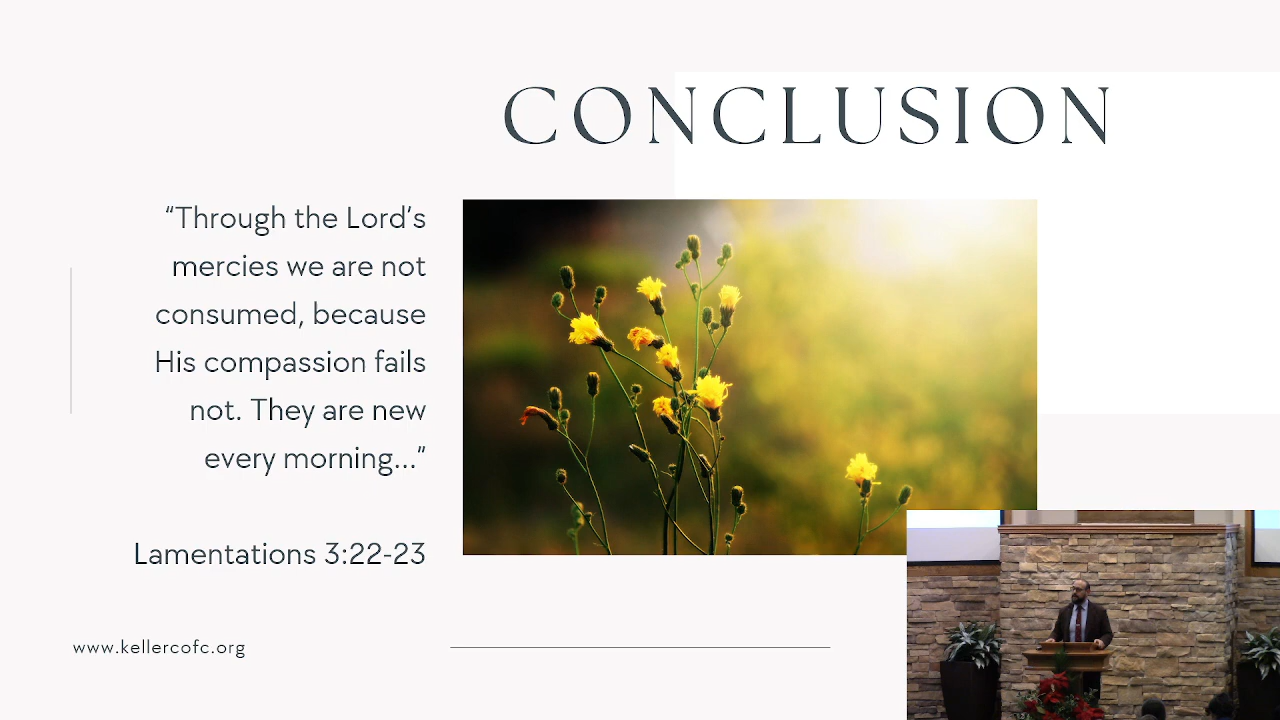 CONCLUSION
“Through the Lord’s
mercies we are not
consumed, because
His compassion fails
not. They are new
every morning...”
Lamentations 3:22-23
www.kellercofc.org